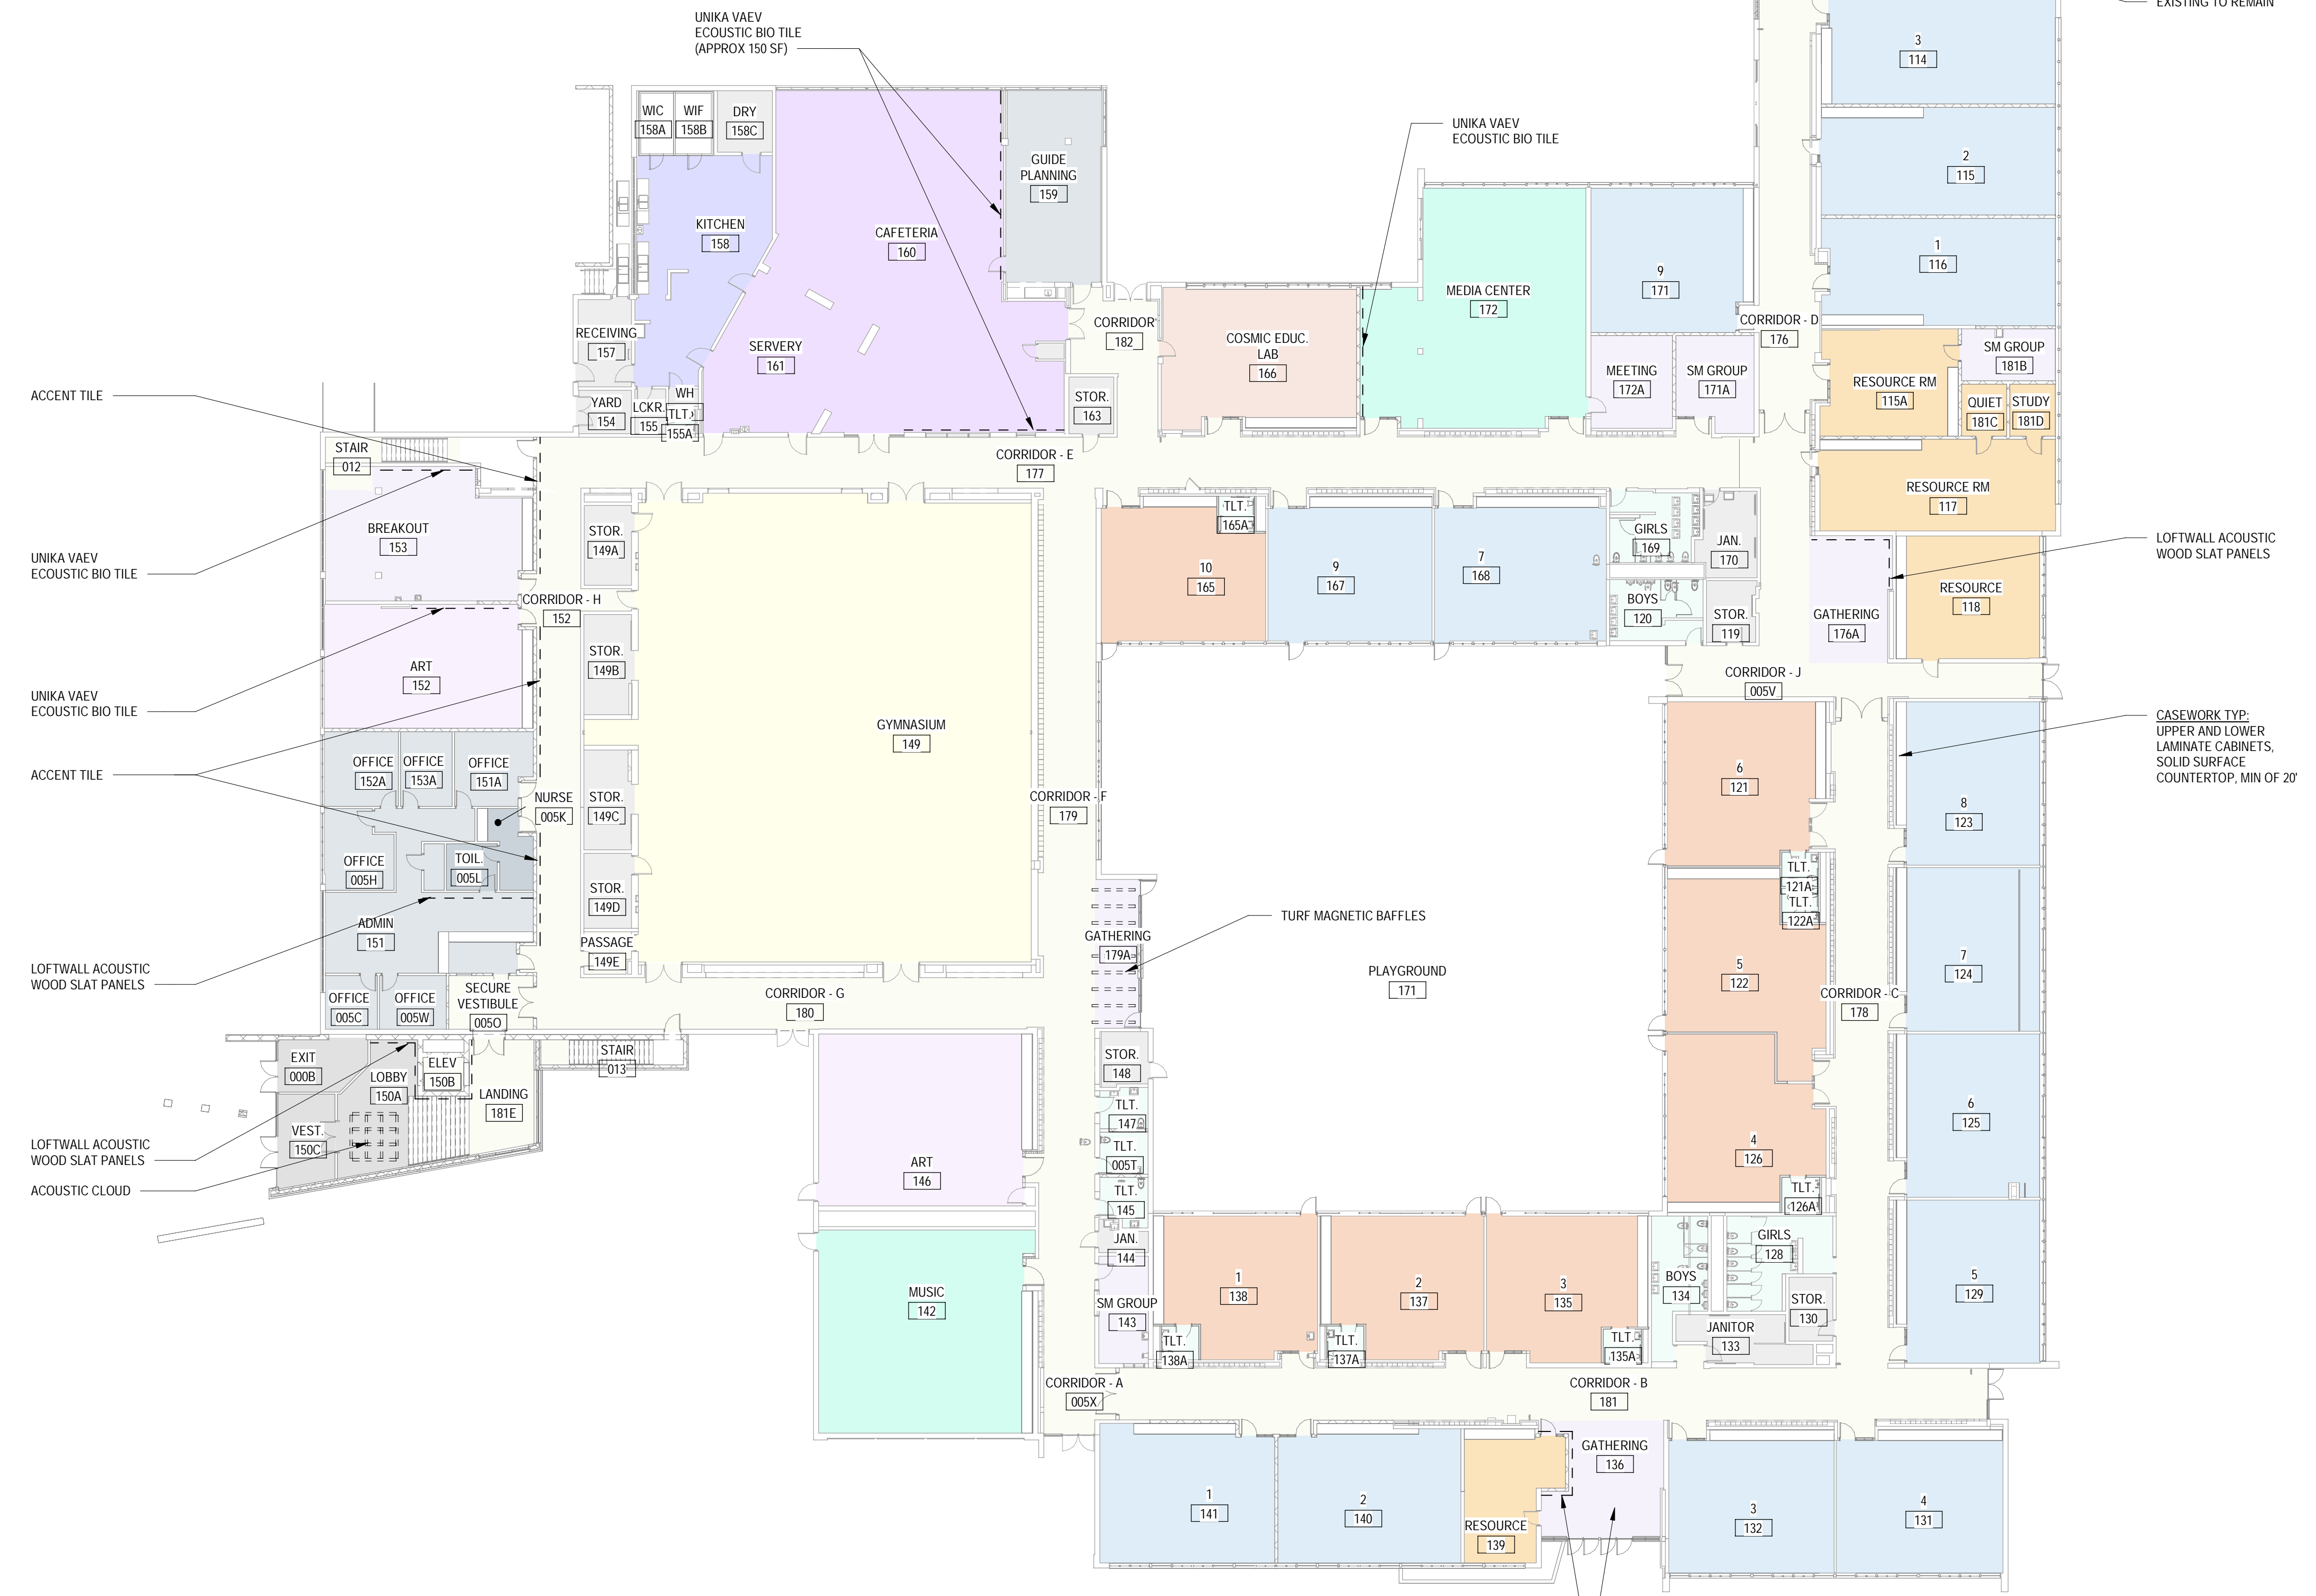 UNIKA VAEV
ECOUSTIC BIO TILE
(APPROX 150 SF)
EXISTING TO REMAIN
3
114
WIC
158A
WIF
158B
DRY
158C
UNIKA VAEV
ECOUSTIC BIO TILE
GUIDE
PLANNING
159
2
115
KITCHEN
158
CAFETERIA
160
1
116
9
171
MEDIA CENTER
172
CORRIDOR - D
176
CORRIDOR
182
RECEIVING
157
SERVERY
161
COSMIC EDUC.
LAB
166
MEETING
172A
SM GROUP
171A
SM GROUP
181B
RESOURCE RM
115A
QUIET
181C
STUDY
181D
ACCENT TILE
YARD
154
LCKR.
155
WH
TLT.
155A
STOR.
163
STAIR
012
CORRIDOR - E
177
RESOURCE RM
117
BREAKOUT
153
STOR.
149A
TLT.
165A
GIRLS
169
JAN.
170
LOFTWALL ACOUSTIC
WOOD SLAT PANELS
UNIKA VAEV
ECOUSTIC BIO TILE
10
165
9
167
7
168
RESOURCE
118
CORRIDOR - H
152
BOYS
120
STOR.
119
GATHERING
176A
STOR.
149B
ART
152
UNIKA VAEV
ECOUSTIC BIO TILE
CORRIDOR - J
005V
GYMNASIUM
149
CASEWORK TYP:
UPPER AND LOWER
LAMINATE CABINETS,
SOLID SURFACE
COUNTERTOP, MIN OF 20'
ACCENT TILE
OFFICE
152A
OFFICE
153A
OFFICE
151A
6
121
NURSE
005K
STOR.
149C
CORRIDOR - F
179
8
123
OFFICE
005H
TOIL.
005L
TLT.
121A
TLT.
122A
STOR.
149D
ADMIN
151
TURF MAGNETIC BAFFLES
PASSAGE
149E
GATHERING
179A
LOFTWALL ACOUSTIC
WOOD SLAT PANELS
PLAYGROUND
171
5
122
7
124
OFFICE
005C
OFFICE
005W
SECURE
VESTIBULE
005O
CORRIDOR - G
180
CORRIDOR - C
178
EXIT
000B
LOBBY
150A
ELEV
150B
STAIR
013
STOR.
148
LANDING
181E
TLT.
147
6
125
VEST.
150C
LOFTWALL ACOUSTIC
WOOD SLAT PANELS
TLT.
005T
4
126
ART
146
ACOUSTIC CLOUD
TLT.
145
TLT.
126A
JAN.
144
GIRLS
128
MUSIC
142
1
138
2
137
3
135
BOYS
134
5
129
SM GROUP
143
STOR.
130
JANITOR
133
TLT.
138A
TLT.
137A
TLT.
135A
CORRIDOR - A
005X
CORRIDOR - B
181
GATHERING
136
1
141
2
140
RESOURCE
139
3
132
4
131